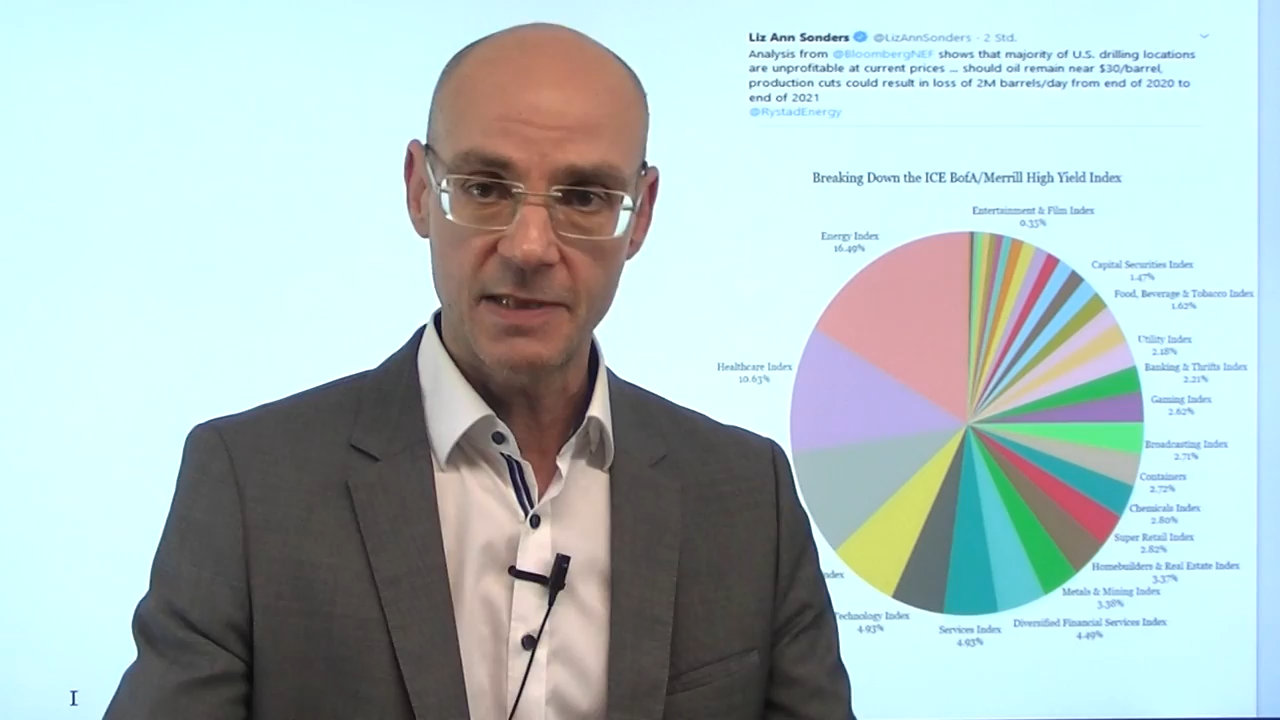 Liz Ann Sonders @LizAnnSonders · 2 Std.
Analysis from @BloombergNEF shows that majority of U.S. drilling locations
are unprofitable at current prices ... should oil remain near $30/barrel,
production cuts could result in loss of 2M barrels/day from end of 2020 to
end of 2021
@RystadEnergy
Breaking Down the ICE BofA/Merrill High Yield Index
Entertainment & Film Index
0.33%
Energy Index
16.49%
Capital Securities Index
1.47%
Food, Beverage & Tobacco Index
1.62%
Utility Index
2.18%
Banking & Thrifts Index
2.21%
Healthcare Index
10.63%
Gaming Index
2.62%
Broadcasting Index
2.71%
Containers
2.72%
Chemicals Index
2.80%
Super Retail Index
2.82%
Homebuilders & Real Estate Index
3.37%
ndex
Metals & Mining Index
3.38%
Technology Index
4.93%
Services Index
4.93%
Diversified Financial Services Index
4.49%